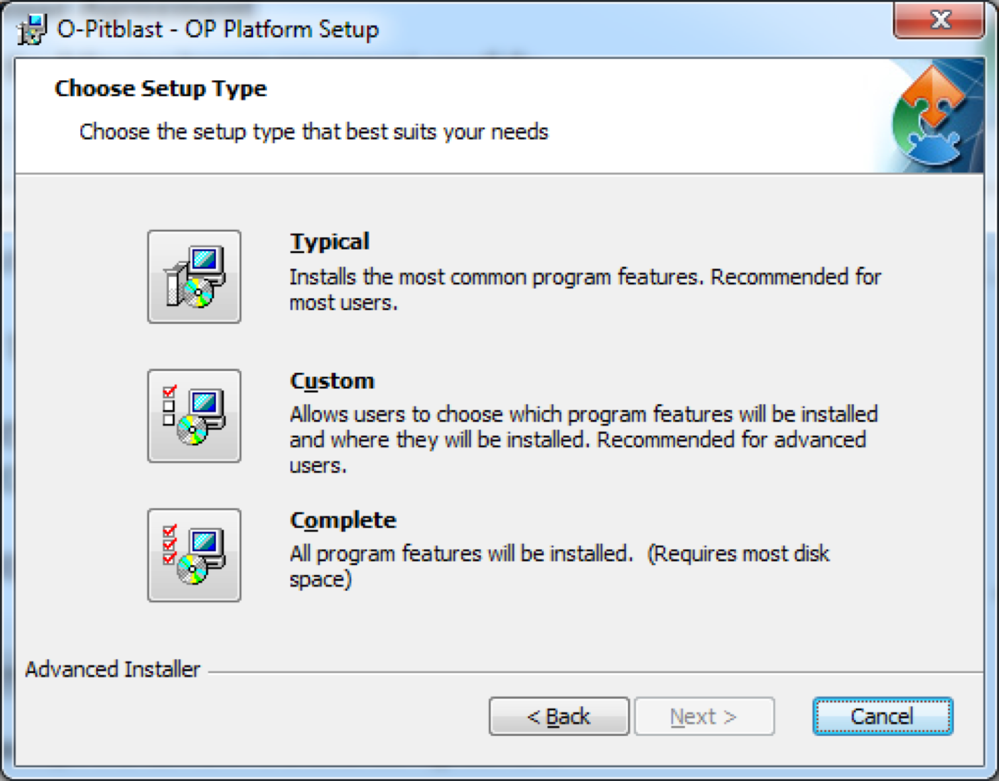 O-Pitblast - OP Platform Setup
Choose Setup Type
Choose the setup type that best suits your needs
Typical
Installs the most common program features. Recommended for
most users.
Custom
Allows users to choose which program features will be installed
and where they will be installed. Recommended for advanced
users.
Complete
All program features will be installed.  (Requires most disk
space)
Advanced Installer
< Back
Next >
Cancel